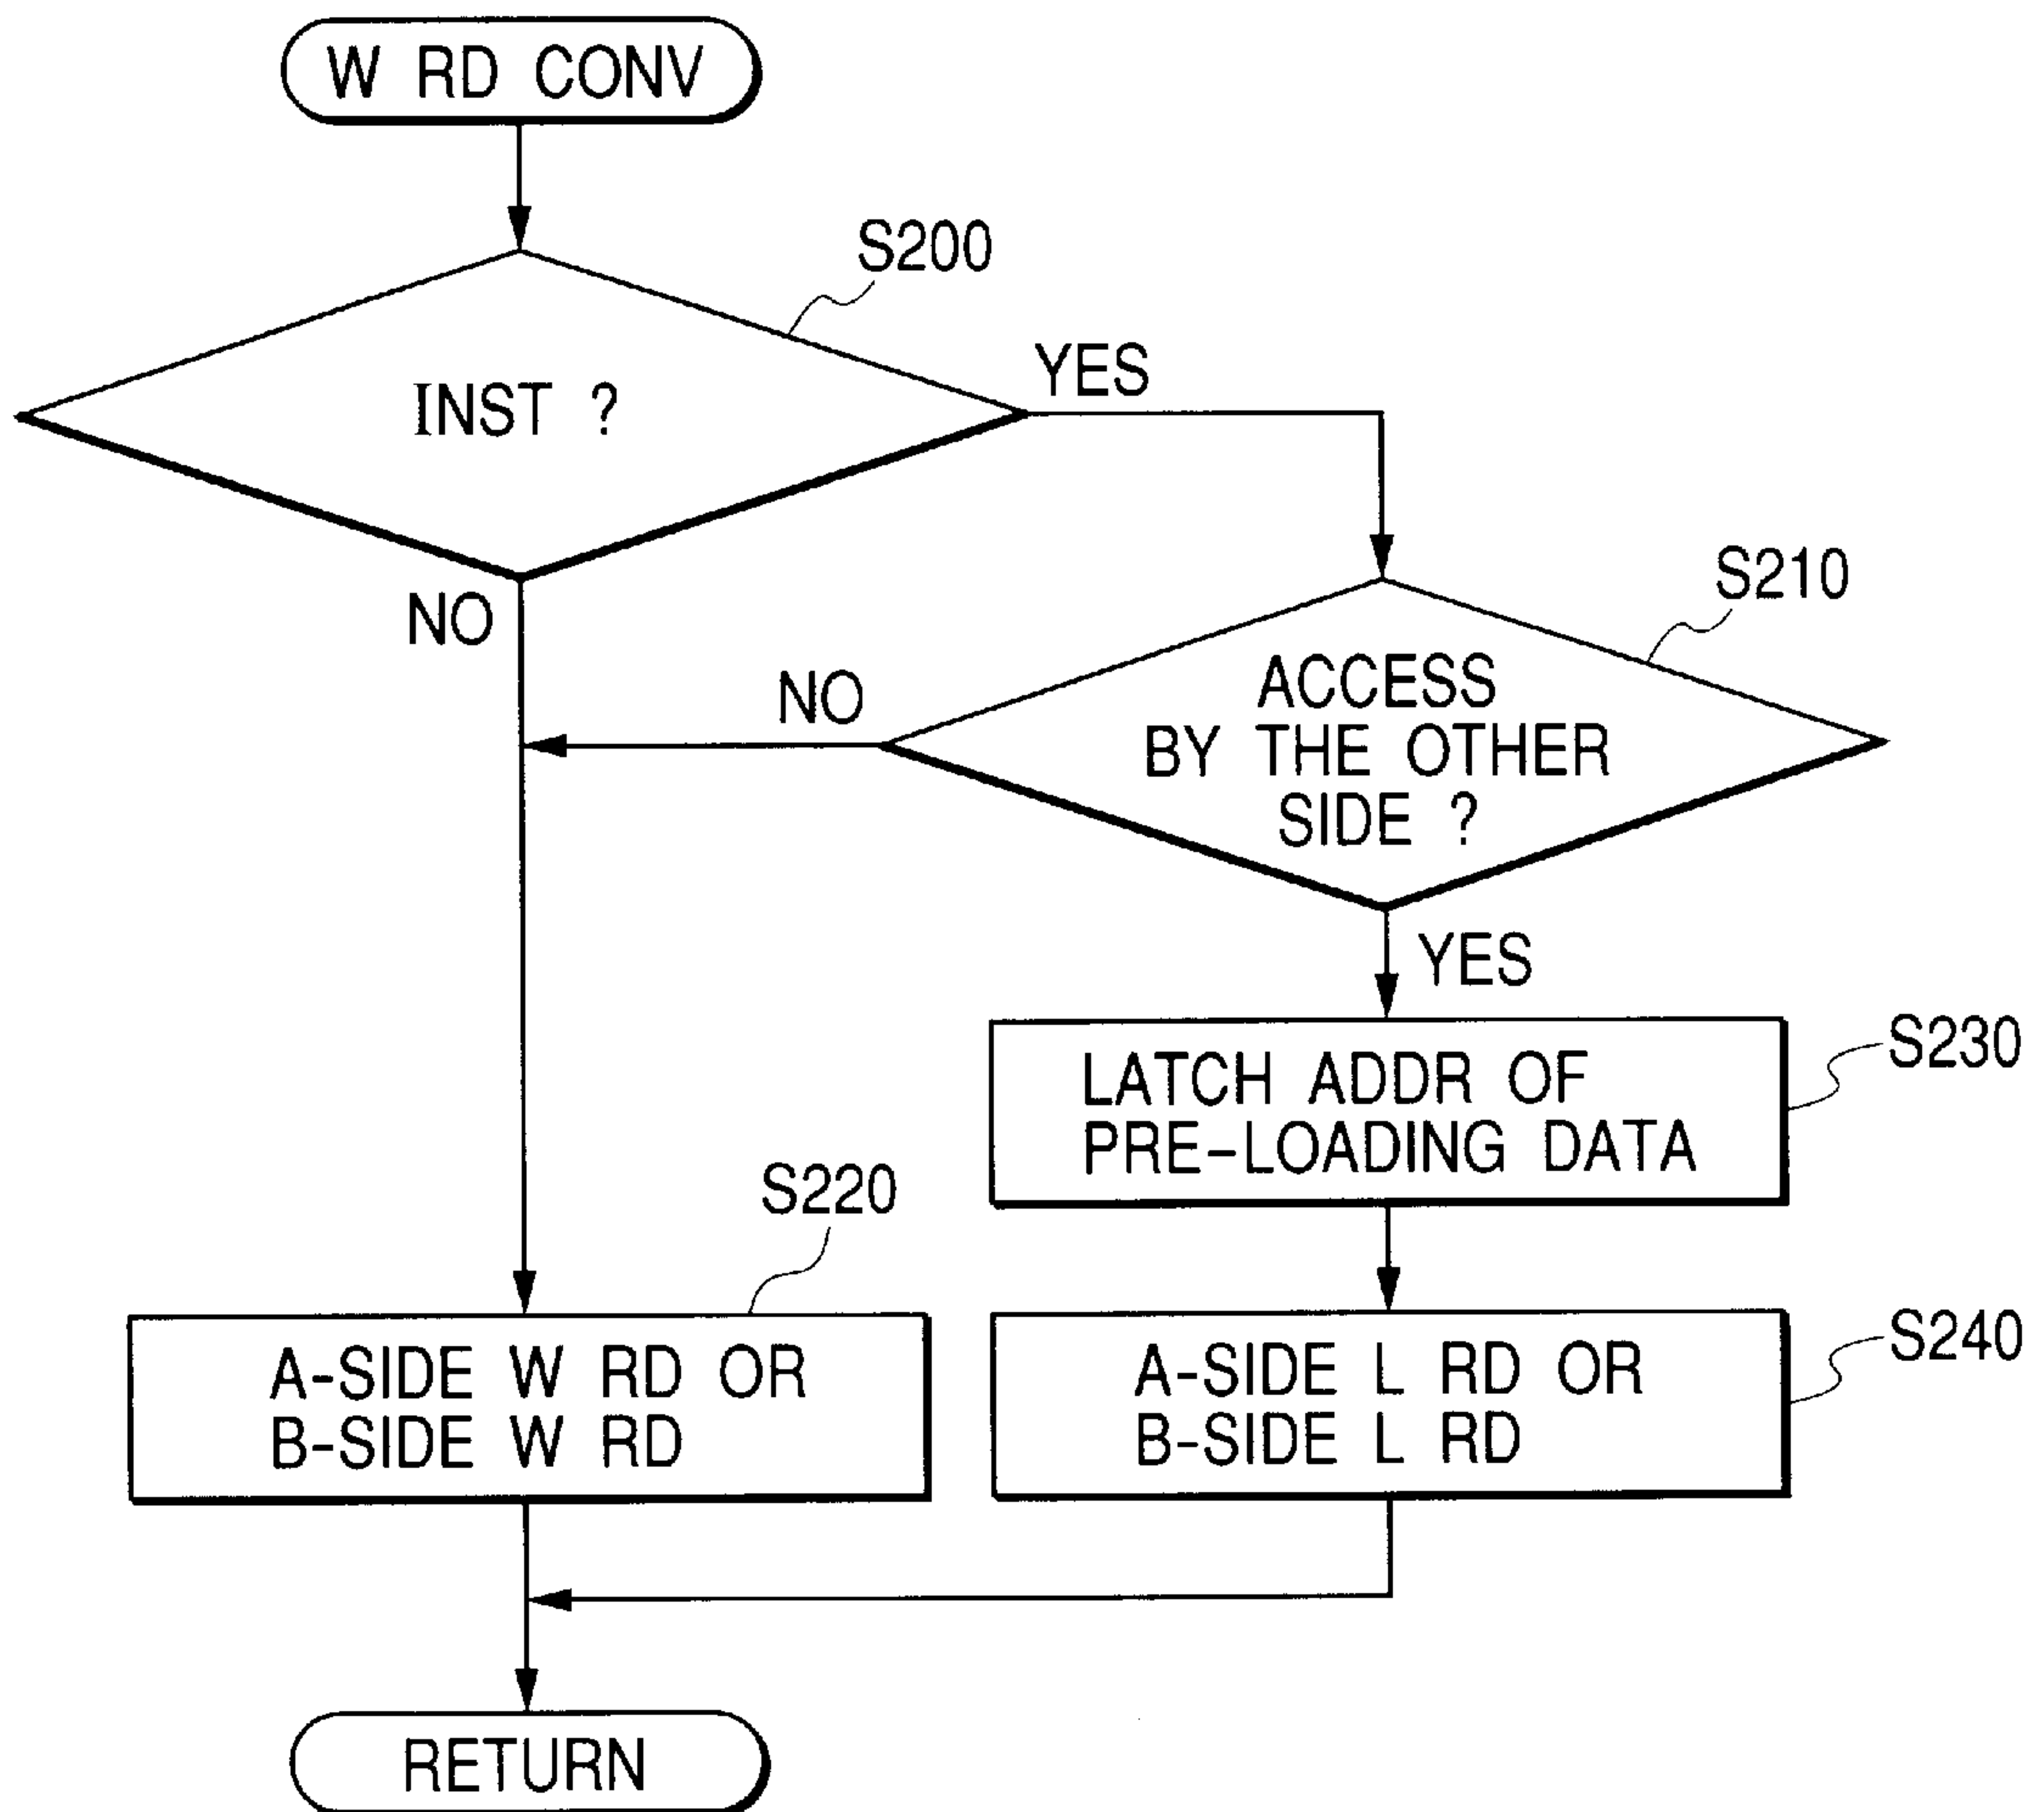 W RD CONV
S200
INST ?
YES
NO
S210
ACCESS
BY THE OTHER
SIDE ?
NO
YES
S230
LATCH ADDR OF
PRE-LOADING DATA
S220
A-SIDE W RD OR
B-SIDE W RD
S240
A-SIDE L RD OR
B-SIDE L RD
RETURN